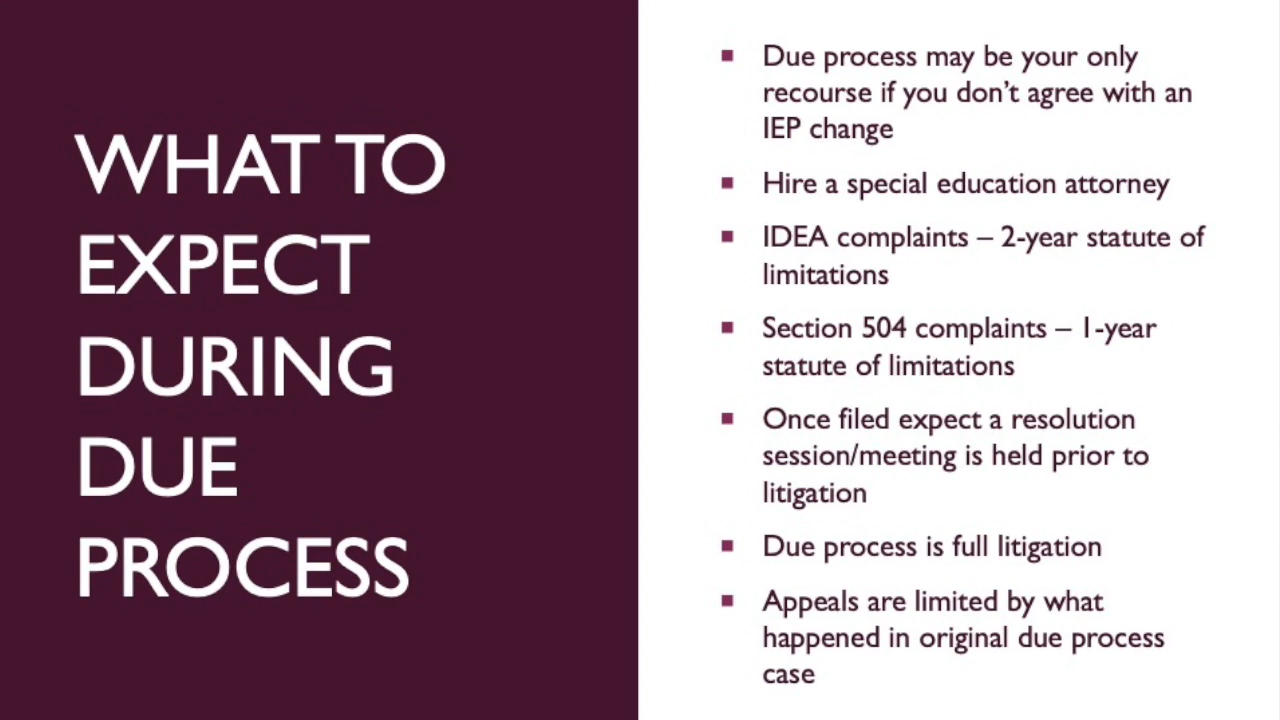 WHAT TO
EXPECT
DURING
DUE
PROCESS
Due process may be your only
recourse if you don’t agree with an
IEP change
Hire a special education attorney
IDEA complaints – 2-year statute of
limitations
Section 504 complaints – 1-year
statute of limitations
Once filed expect a resolution
session/meeting is held prior to
litigation
Due process is full litigation
Appeals are limited by what
happened in original due process
case